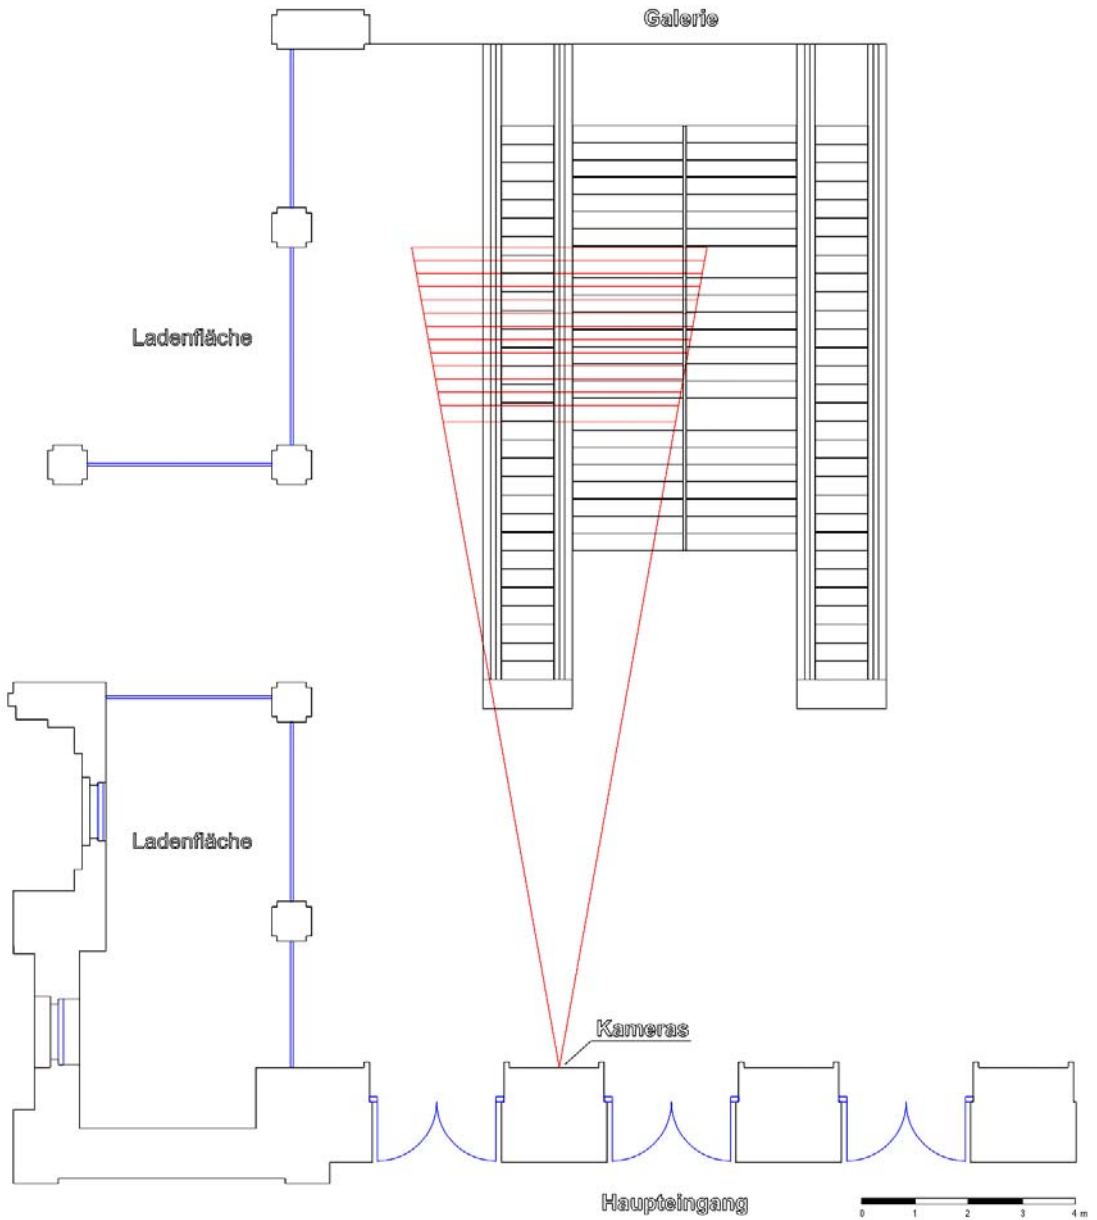 Galerie
Ladenfläche
Ladenfläche
Kameras
Haupteingang
0 1 2 3 4 m